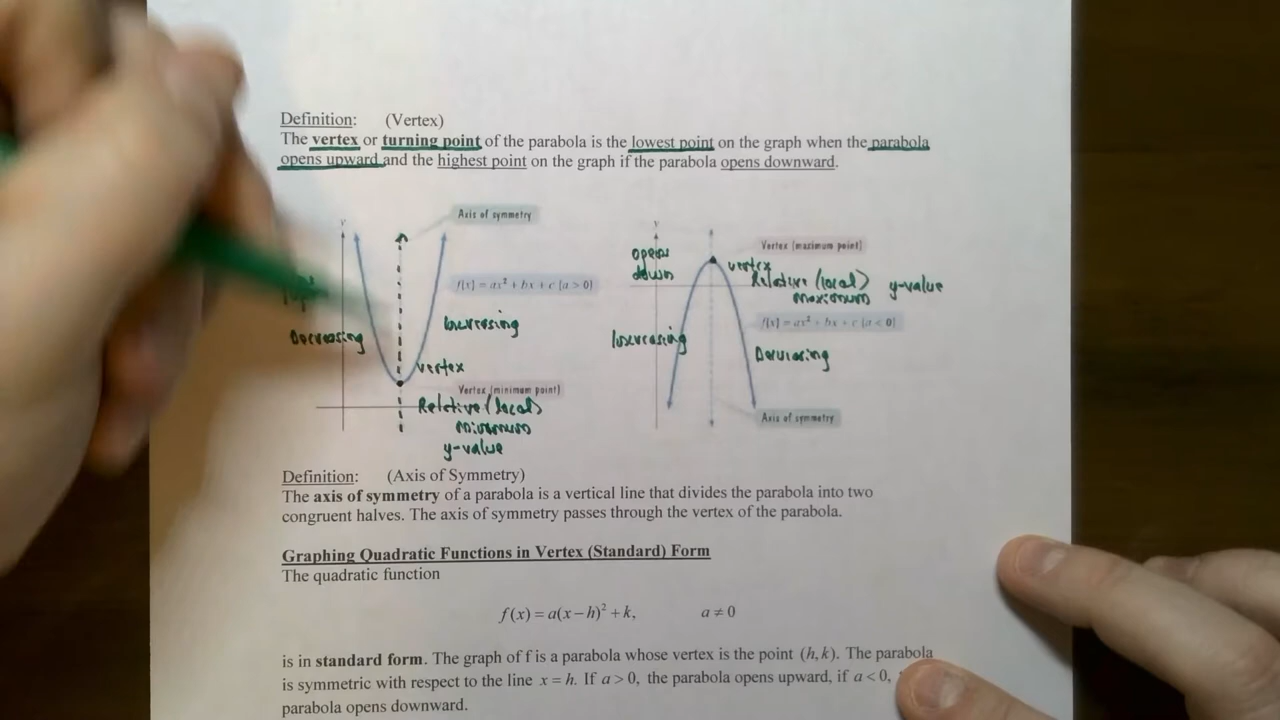 Definition: (Vertex)
The vertex or turning point of the parabola is the lowest point on the graph when the parabola
opens upward and the highest point on the graph if the parabola opens downward.
y
Axis of symmetry
f(x) = ax² + bx + c (a > 0)
Decreasing
Increasing
vertex
Vertex (minimum point)
Relative (local)
minimum
y-value
y
opens
down
Vertex (maximum point)
vertex
Relative (local)
maximum
y-value
f(x) = ax² + bx + c (a < 0)
Increasing
Decreasing
Axis of symmetry
Definition: (Axis of Symmetry)
The axis of symmetry of a parabola is a vertical line that divides the parabola into two
congruent halves. The axis of symmetry passes through the vertex of the parabola.
Graphing Quadratic Functions in Vertex (Standard) Form
The quadratic function
f(x) = a(x−h)² + k, a ≠ 0
is in standard form. The graph of f is a parabola whose vertex is the point (h, k). The parabola
is symmetric with respect to the line x = h. If a > 0, the parabola opens upward, if a < 0,
parabola opens downward.